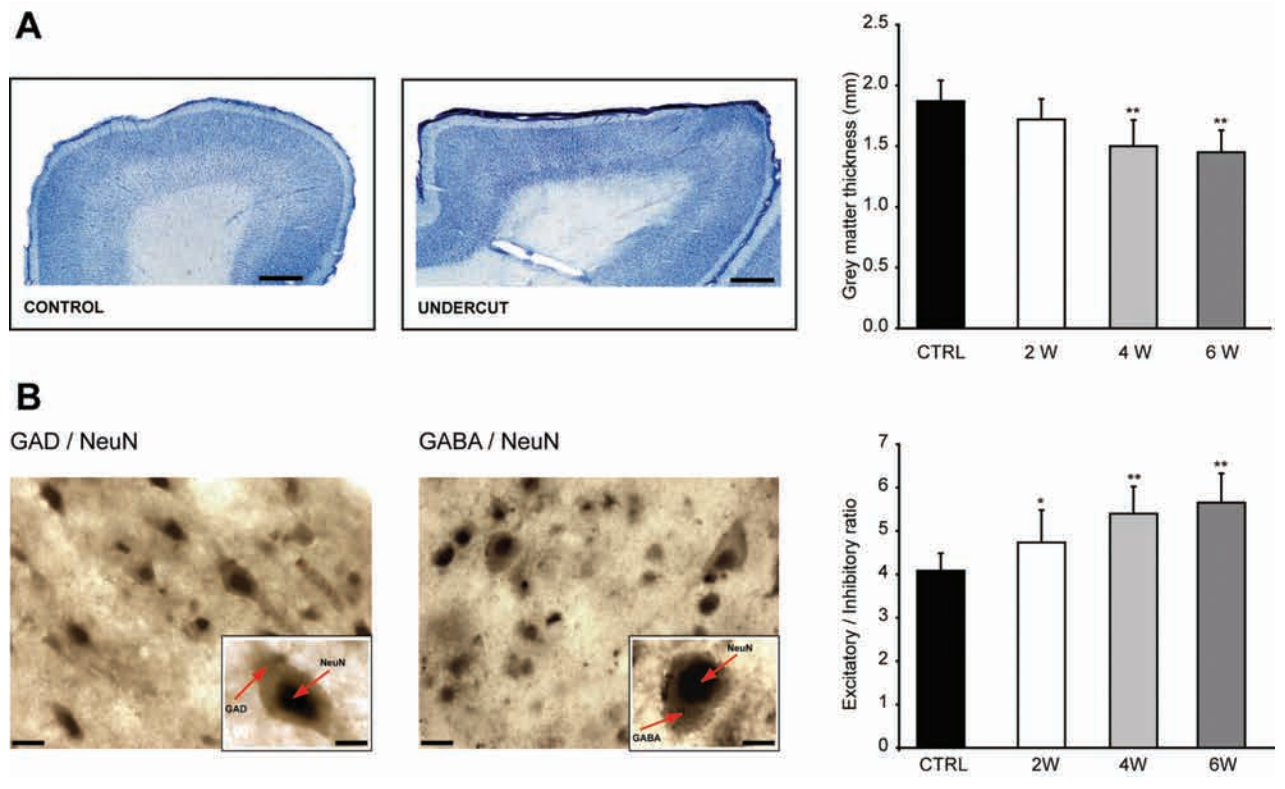 A
CONTROL
UNDERCUT
Grey matter thickness (mm)
2.5
2.0
1.5
1.0
0.5
0.0
**
**
CTRL
2 W
4 W
6 W
B
GAD / NeuN
NeuN
GAD
GABA / NeuN
NeuN
GABA
Excitatory / Inhibitory ratio
7
6
5
4
3
2
1
0
*
**
**
CTRL
2W
4W
6W